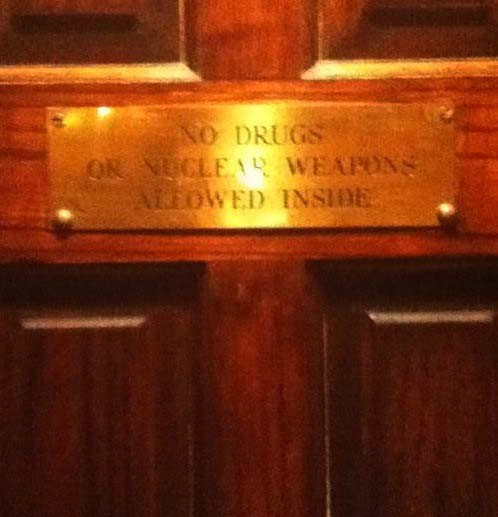 NO DRUGS
OR NUCLEAR WEAPONS
ALLOWED INSIDE